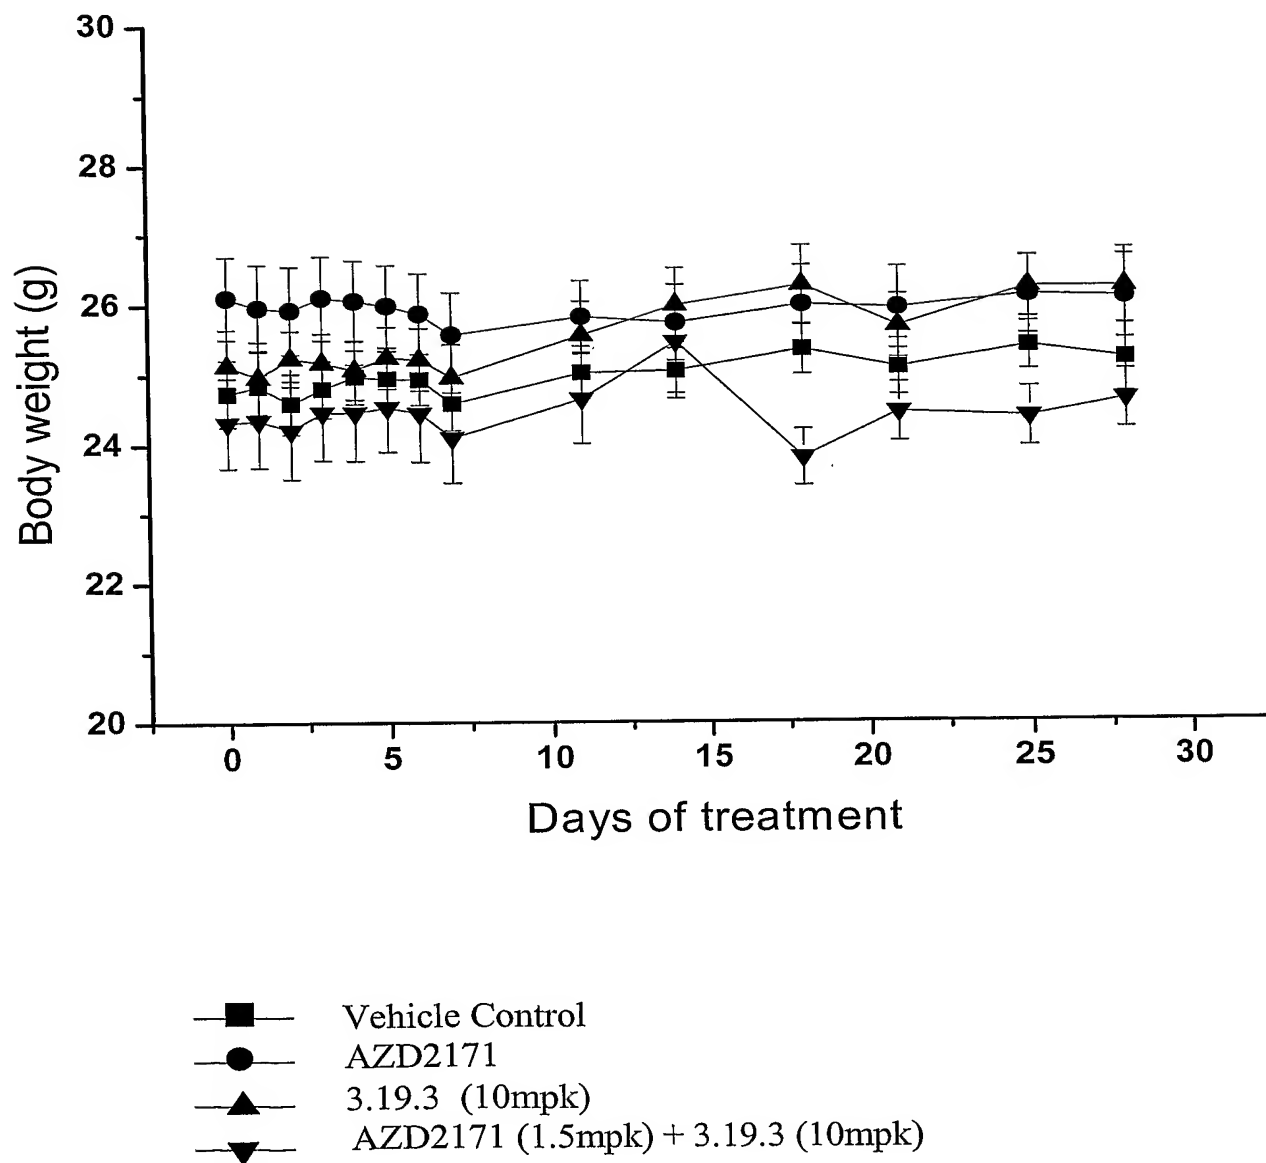 30
28
26
24
22
20
Body weight (g)
0 5 10 15 20 25 30
Days of treatment
Vehicle Control
AZD2171
3.19.3 (10mpk)
AZD2171 (1.5mpk) + 3.19.3 (10mpk)